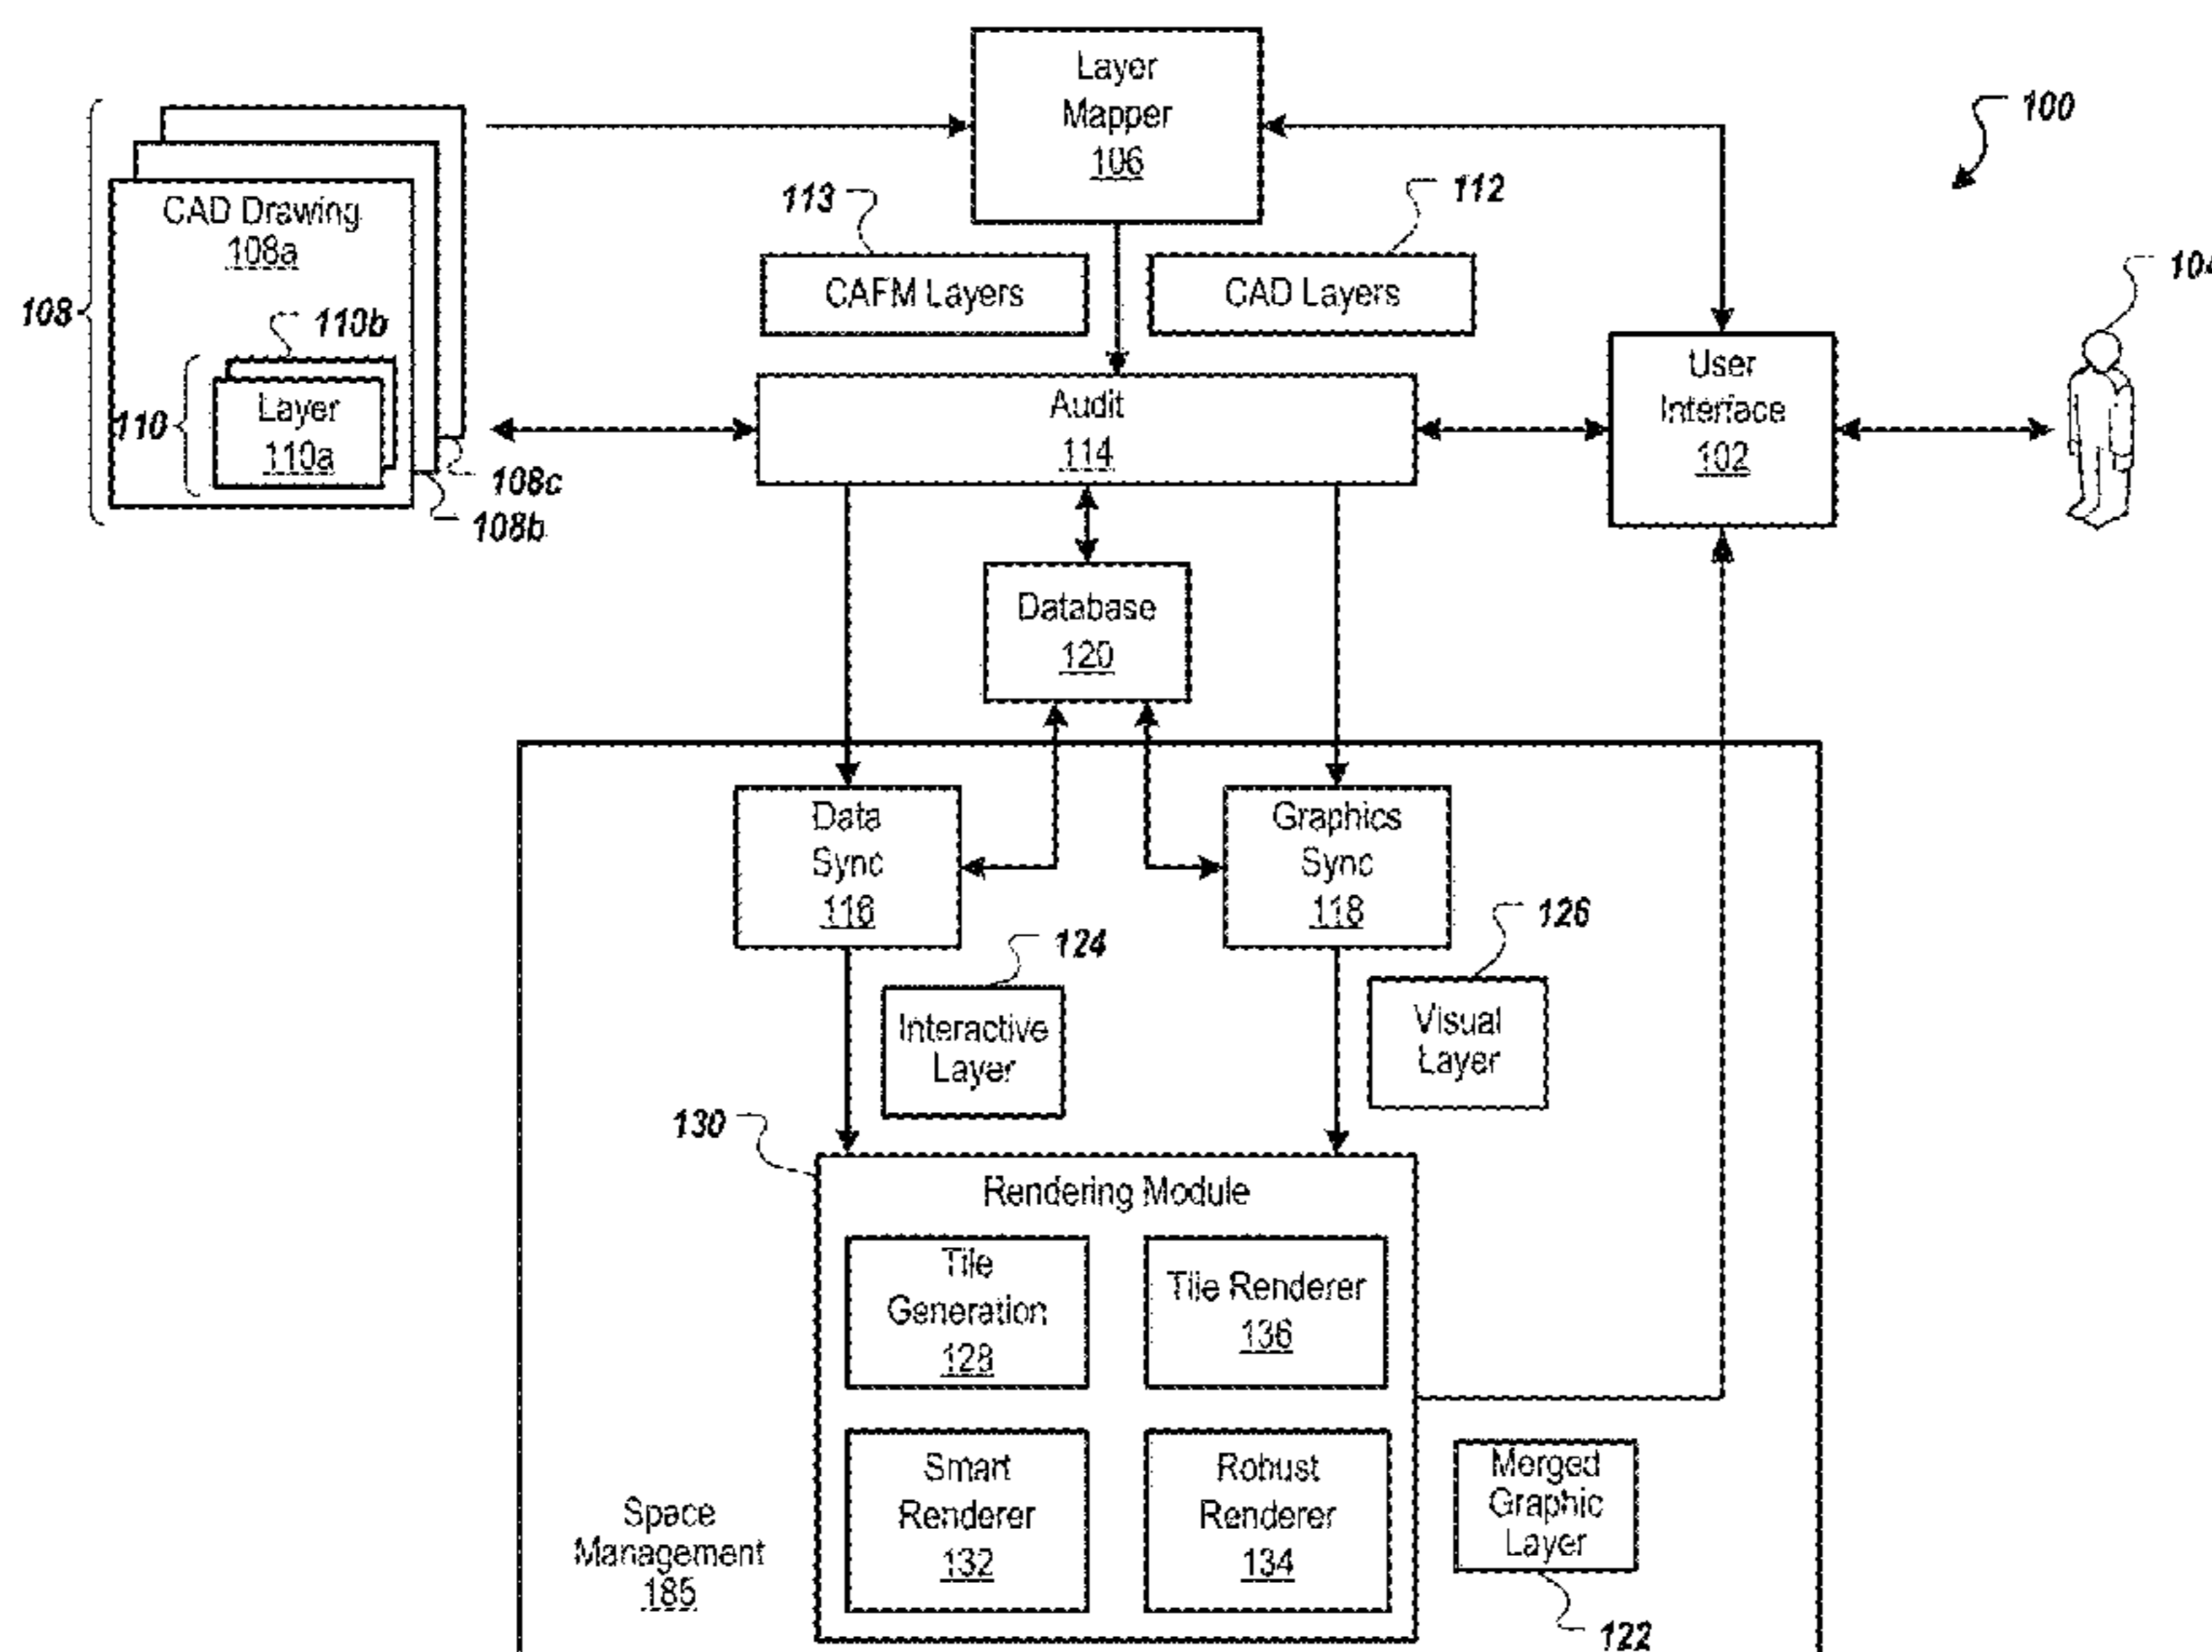 Layer
Mapper
106
100
108
CAD Drawing
108a
113
112
CAFM Layers
CAD Layers
104
110b
110
Layer
110a
108c
108b
Audit
114
User
Interface
102
Database
120
Data
Sync
116
Graphics
Sync
118
124
126
Interactive
Layer
Visual
Layer
130
Rendering Module
Tile
Generation
128
Tile Renderer
136
Smart
Renderer
132
Robust
Renderer
134
Merged
Graphic
Layer
Space
Management
185
122